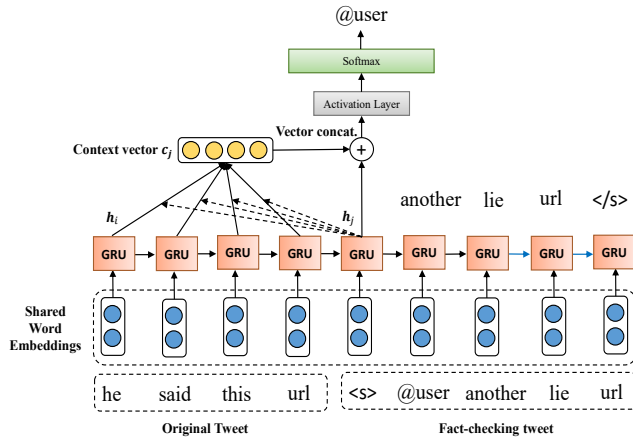 @user
Softmax
Activation Layer
Vector concat.
Context vector c_j
+
h_i
h_j
another lie url </s>
GRU GRU GRU GRU GRU GRU GRU GRU GRU
Shared
Word
Embeddings
he said this url <s> @user another lie url
Original Tweet Fact-checking tweet